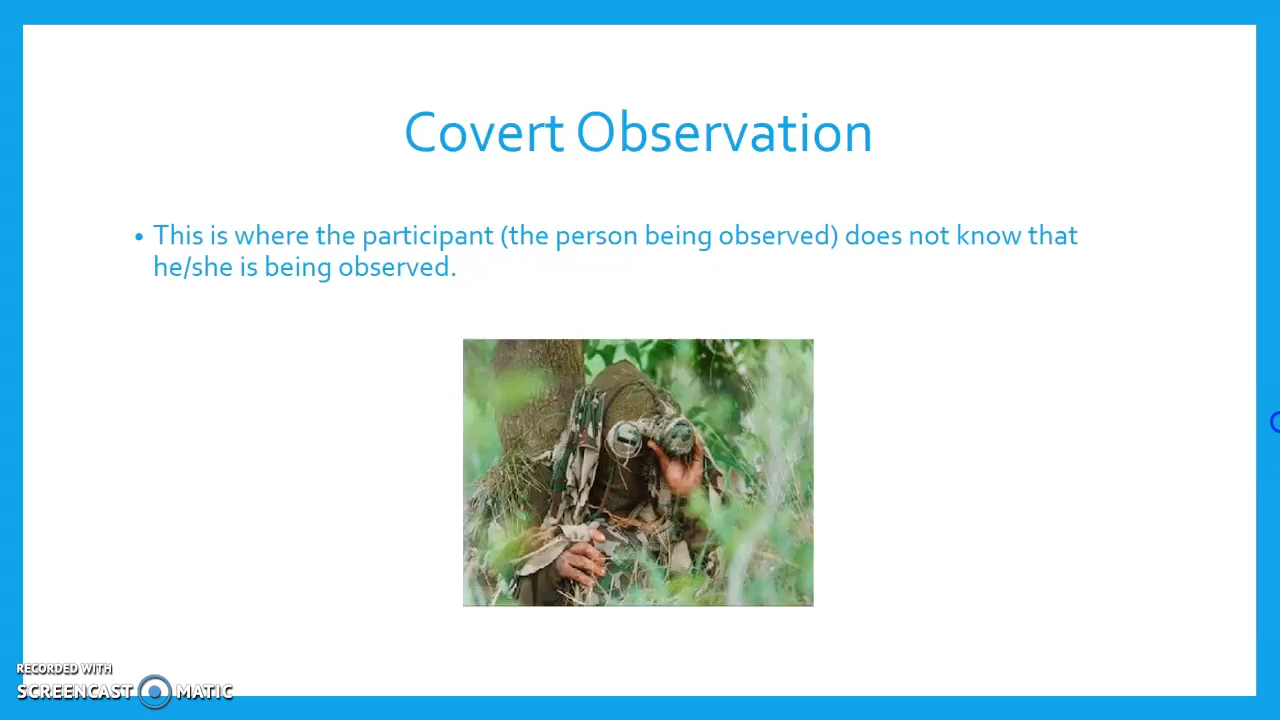 Covert Observation
• This is where the participant (the person being observed) does not know that
he/she is being observed.
RECORDED WITH
SCREENCAST MATIC